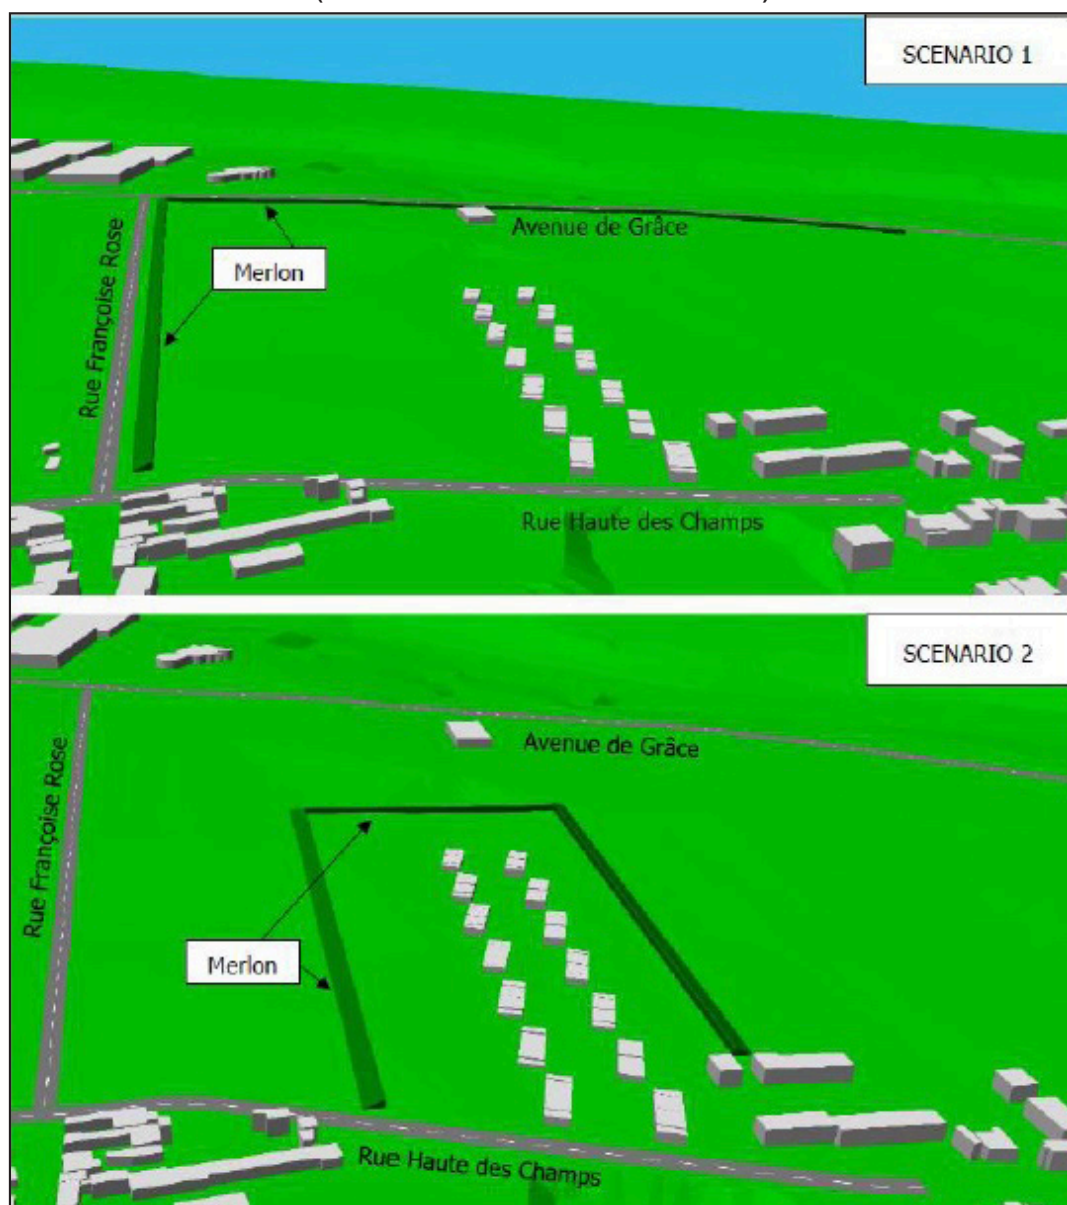 SCENARIO 1
Avenue de Grâce
Merlon
Rue Françoise Rose
Rue Haute des Champs
SCENARIO 2
Avenue de Grâce
Rue Françoise Rose
Merlon
Rue Haute des Champs